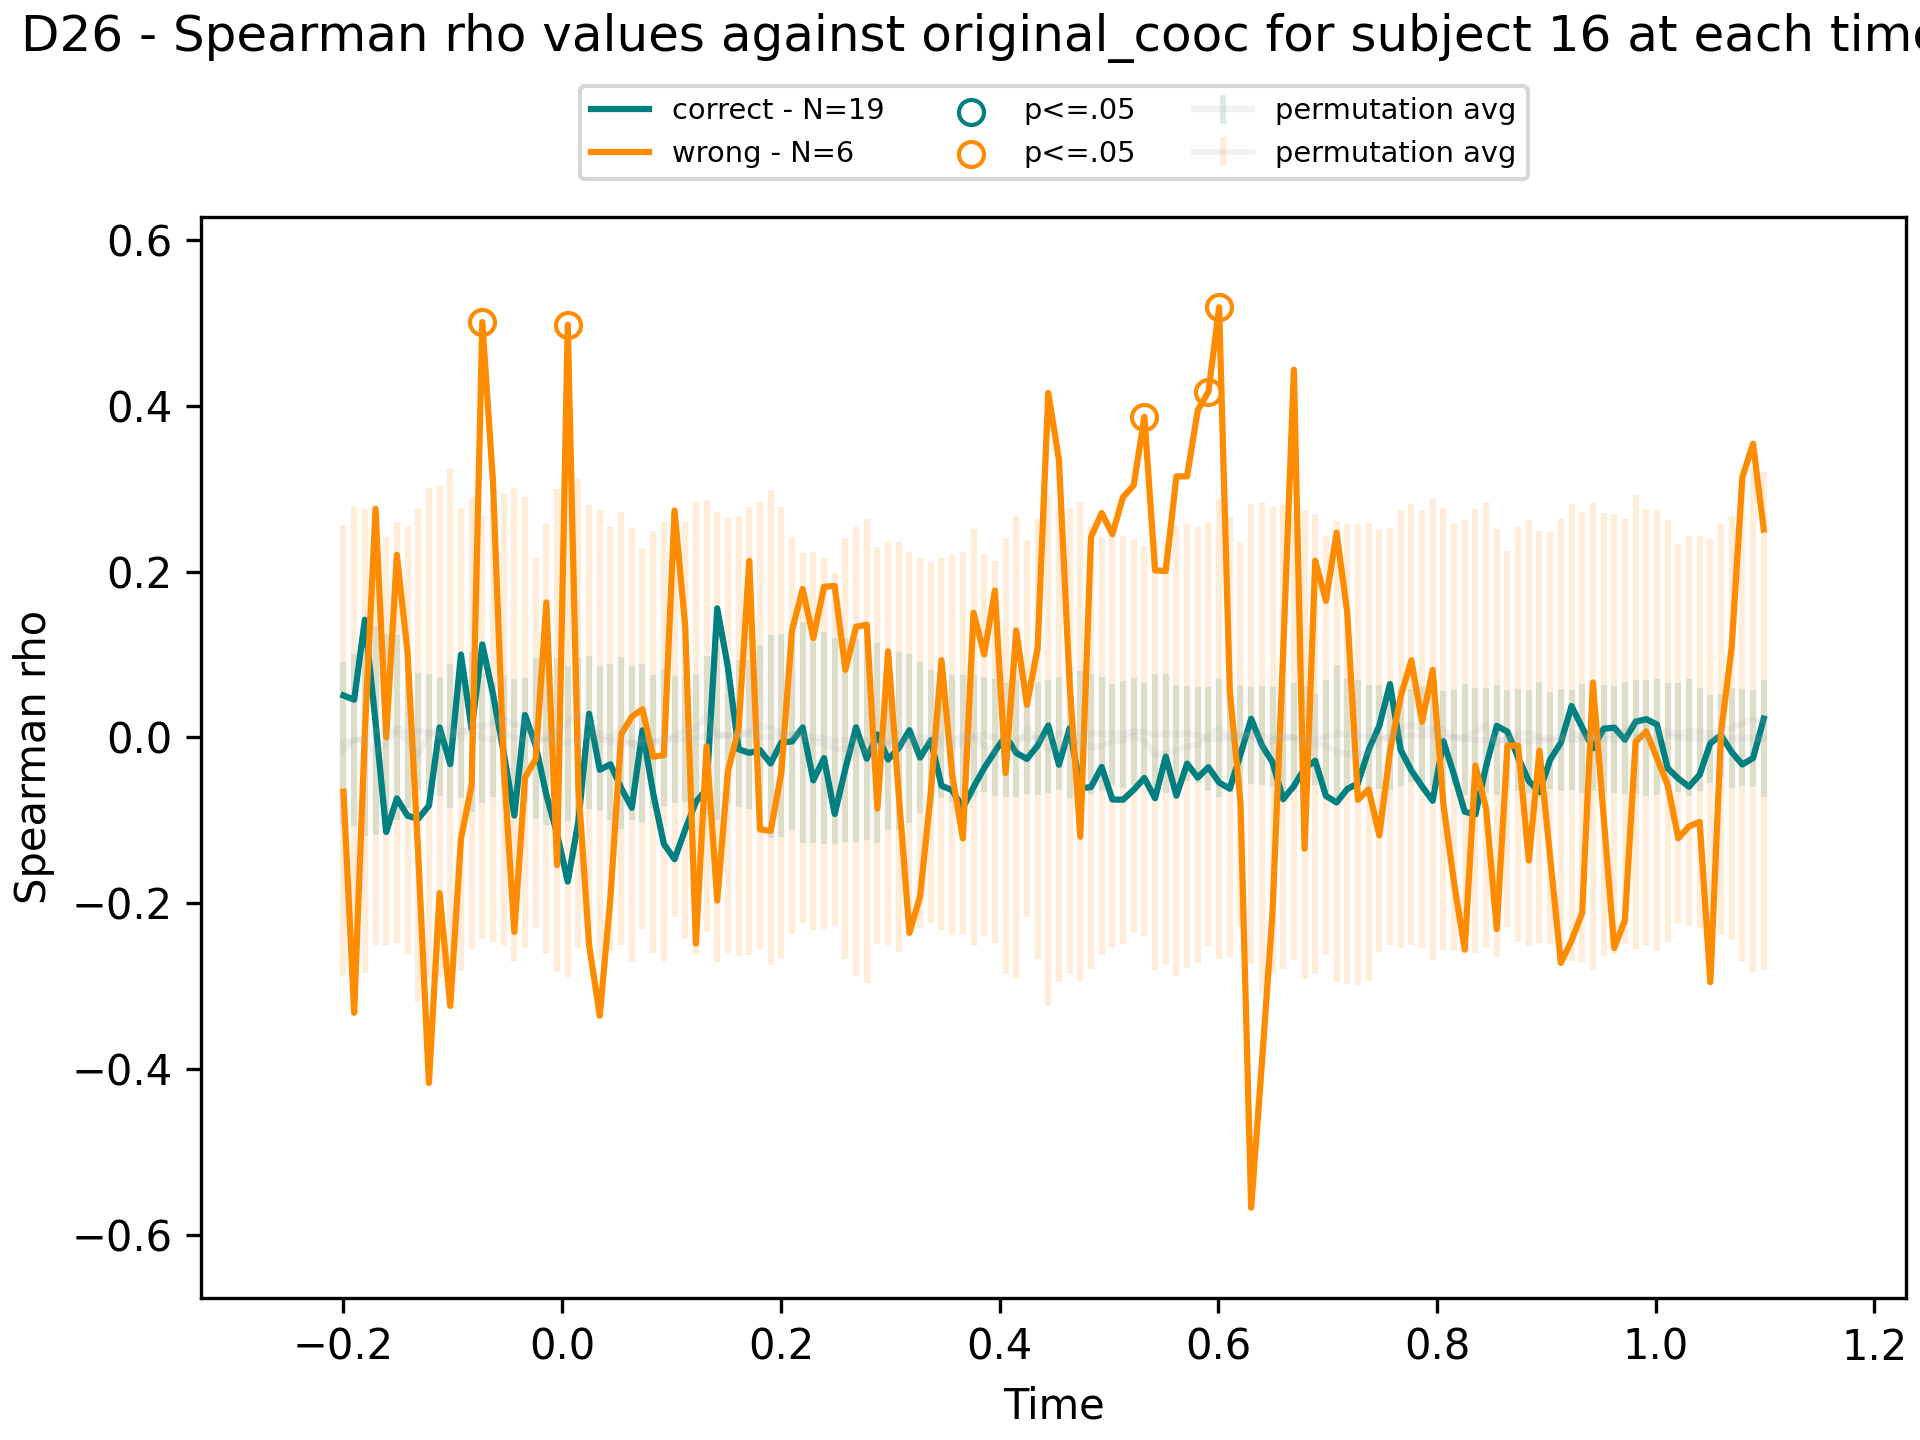 D26 - Spearman rho values against original_cooc for subject 16 at each time
correct - N=19 p<=.05 permutation avg
wrong - N=6 p<=.05 permutation avg
0.6
0.4
0.2
0.0
−0.2
−0.4
−0.6
Spearman rho
−0.2 0.0 0.2 0.4 0.6 0.8 1.0 1.2
Time